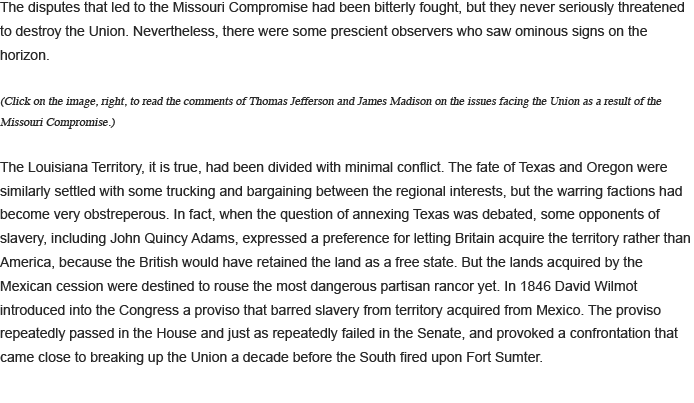 The disputes that led to the Missouri Compromise had been bitterly fought, but they never seriously threatened
to destroy the Union. Nevertheless, there were some prescient observers who saw ominous signs on the
horizon.
(Click on the image, right, to read the comments of Thomas Jefferson and James Madison on the issues facing the Union as a result of the
Missouri Compromise.)
The Louisiana Territory, it is true, had been divided with minimal conflict. The fate of Texas and Oregon were
similarly settled with some trucking and bargaining between the regional interests, but the warring factions had
become very obstreperous. In fact, when the question of annexing Texas was debated, some opponents of
slavery, including John Quincy Adams, expressed a preference for letting Britain acquire the territory rather than
America, because the British would have retained the land as a free state. But the lands acquired by the
Mexican cession were destined to rouse the most dangerous partisan rancor yet. In 1846 David Wilmot
introduced into the Congress a proviso that barred slavery from territory acquired from Mexico. The proviso
repeatedly passed in the House and just as repeatedly failed in the Senate, and provoked a confrontation that
came close to breaking up the Union a decade before the South fired upon Fort Sumter.